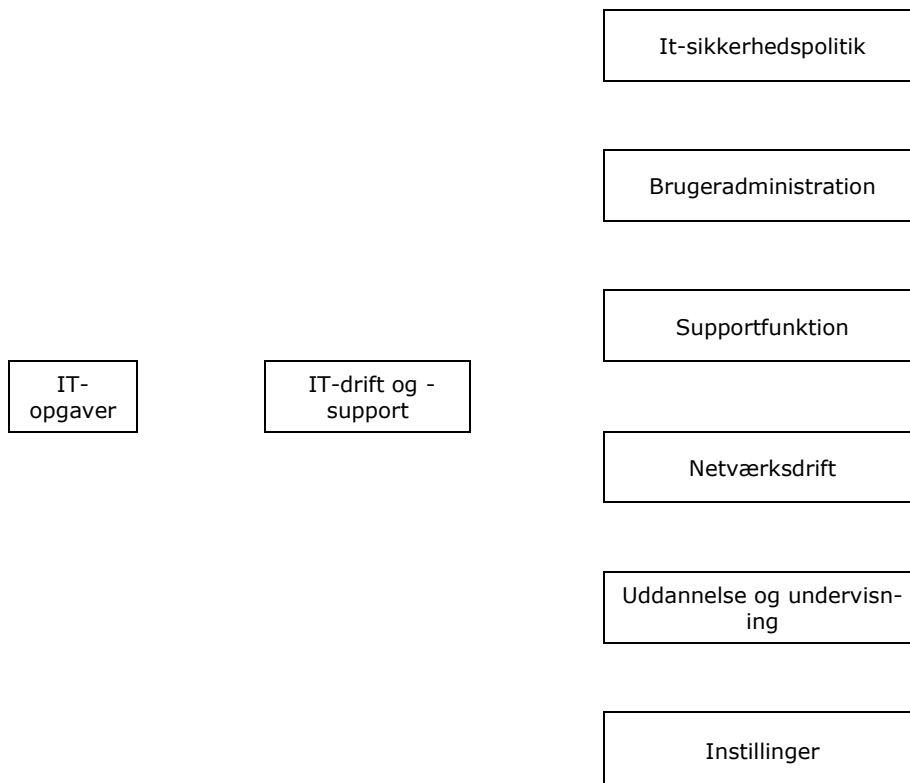 It-sikkerhedspolitik
Brugeradministration
Supportfunktion
IT-
opgaver
IT-drift og -
support
Netværksdrift
Uddannelse og undervisn-
ing
Instillinger